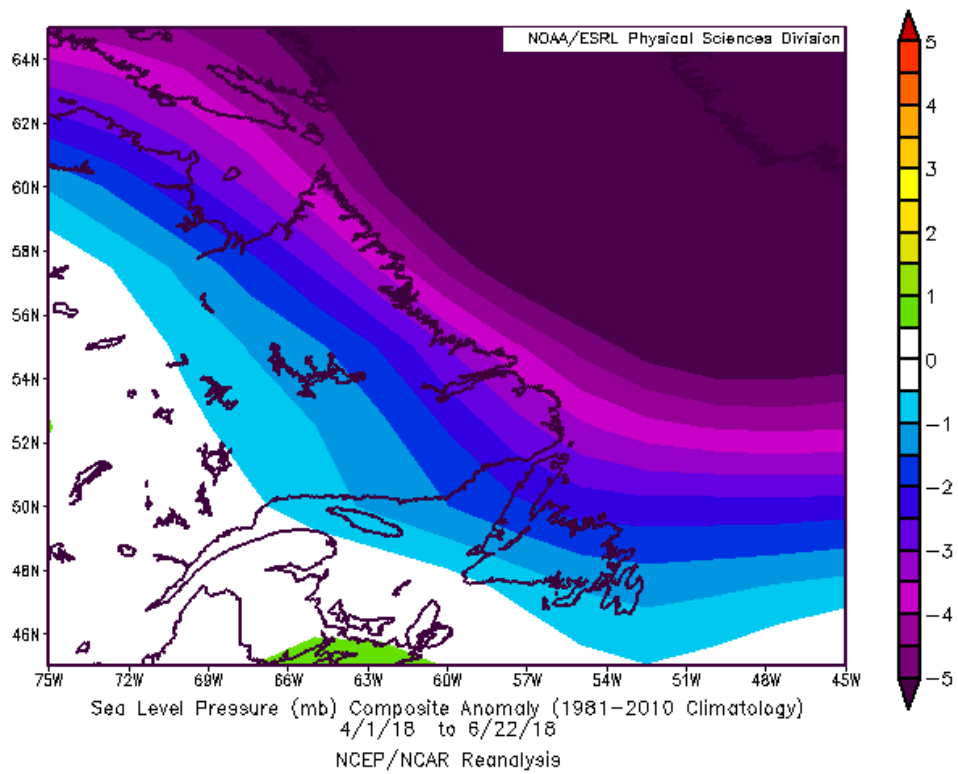 NOAA/ESRL Physical Sciences Division
64N
62N
60N
58N
56N
54N
52N
50N
48N
46N
75W 72W 69W 66W 63W 60W 57W 54W 51W 48W 45W
5
4
3
2
1
0
-1
-2
-3
-4
-5
Sea Level Pressure (mb) Composite Anomaly (1981-2010 Climatology)
4/1/18 to 6/22/18
NCEP/NCAR Reanalysis